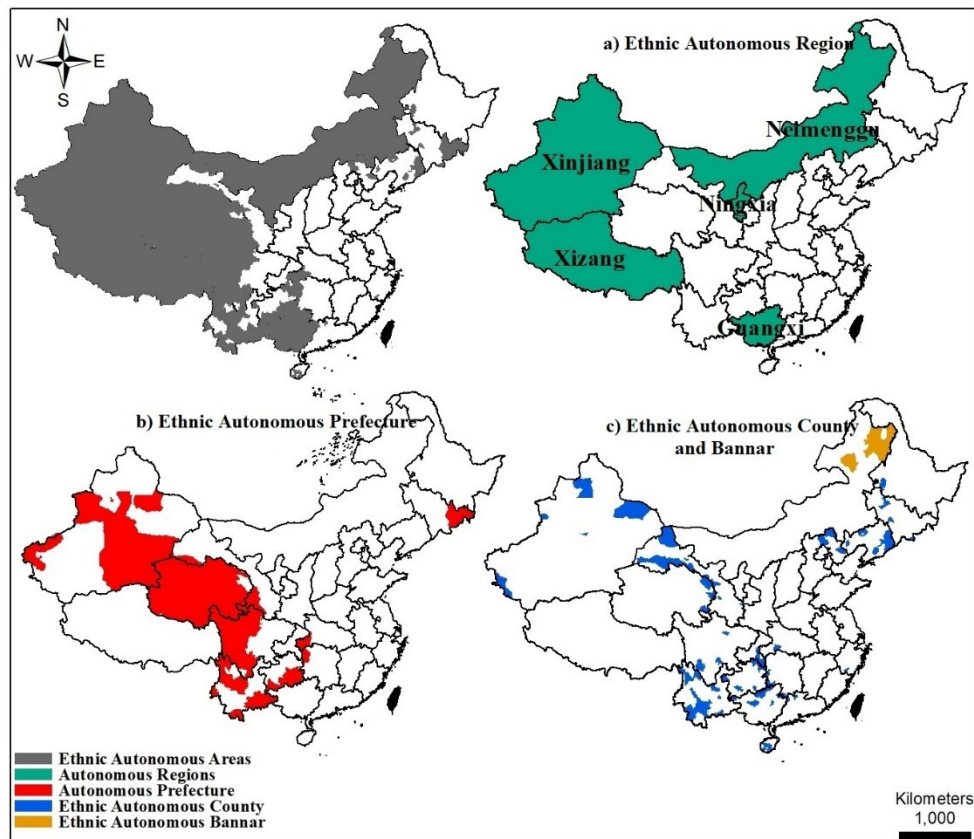 N
W E
S
a) Ethnic Autonomous Region
Neimenggu
Xinjiang
Ningxia
Xizang
Guangxi
b) Ethnic Autonomous Prefecture
c) Ethnic Autonomous County
and Bannar
Ethnic Autonomous Areas
Autonomous Regions
Autonomous Prefecture
Ethnic Autonomous County
Ethnic Autonomous Bannar
Kilometers
1,000